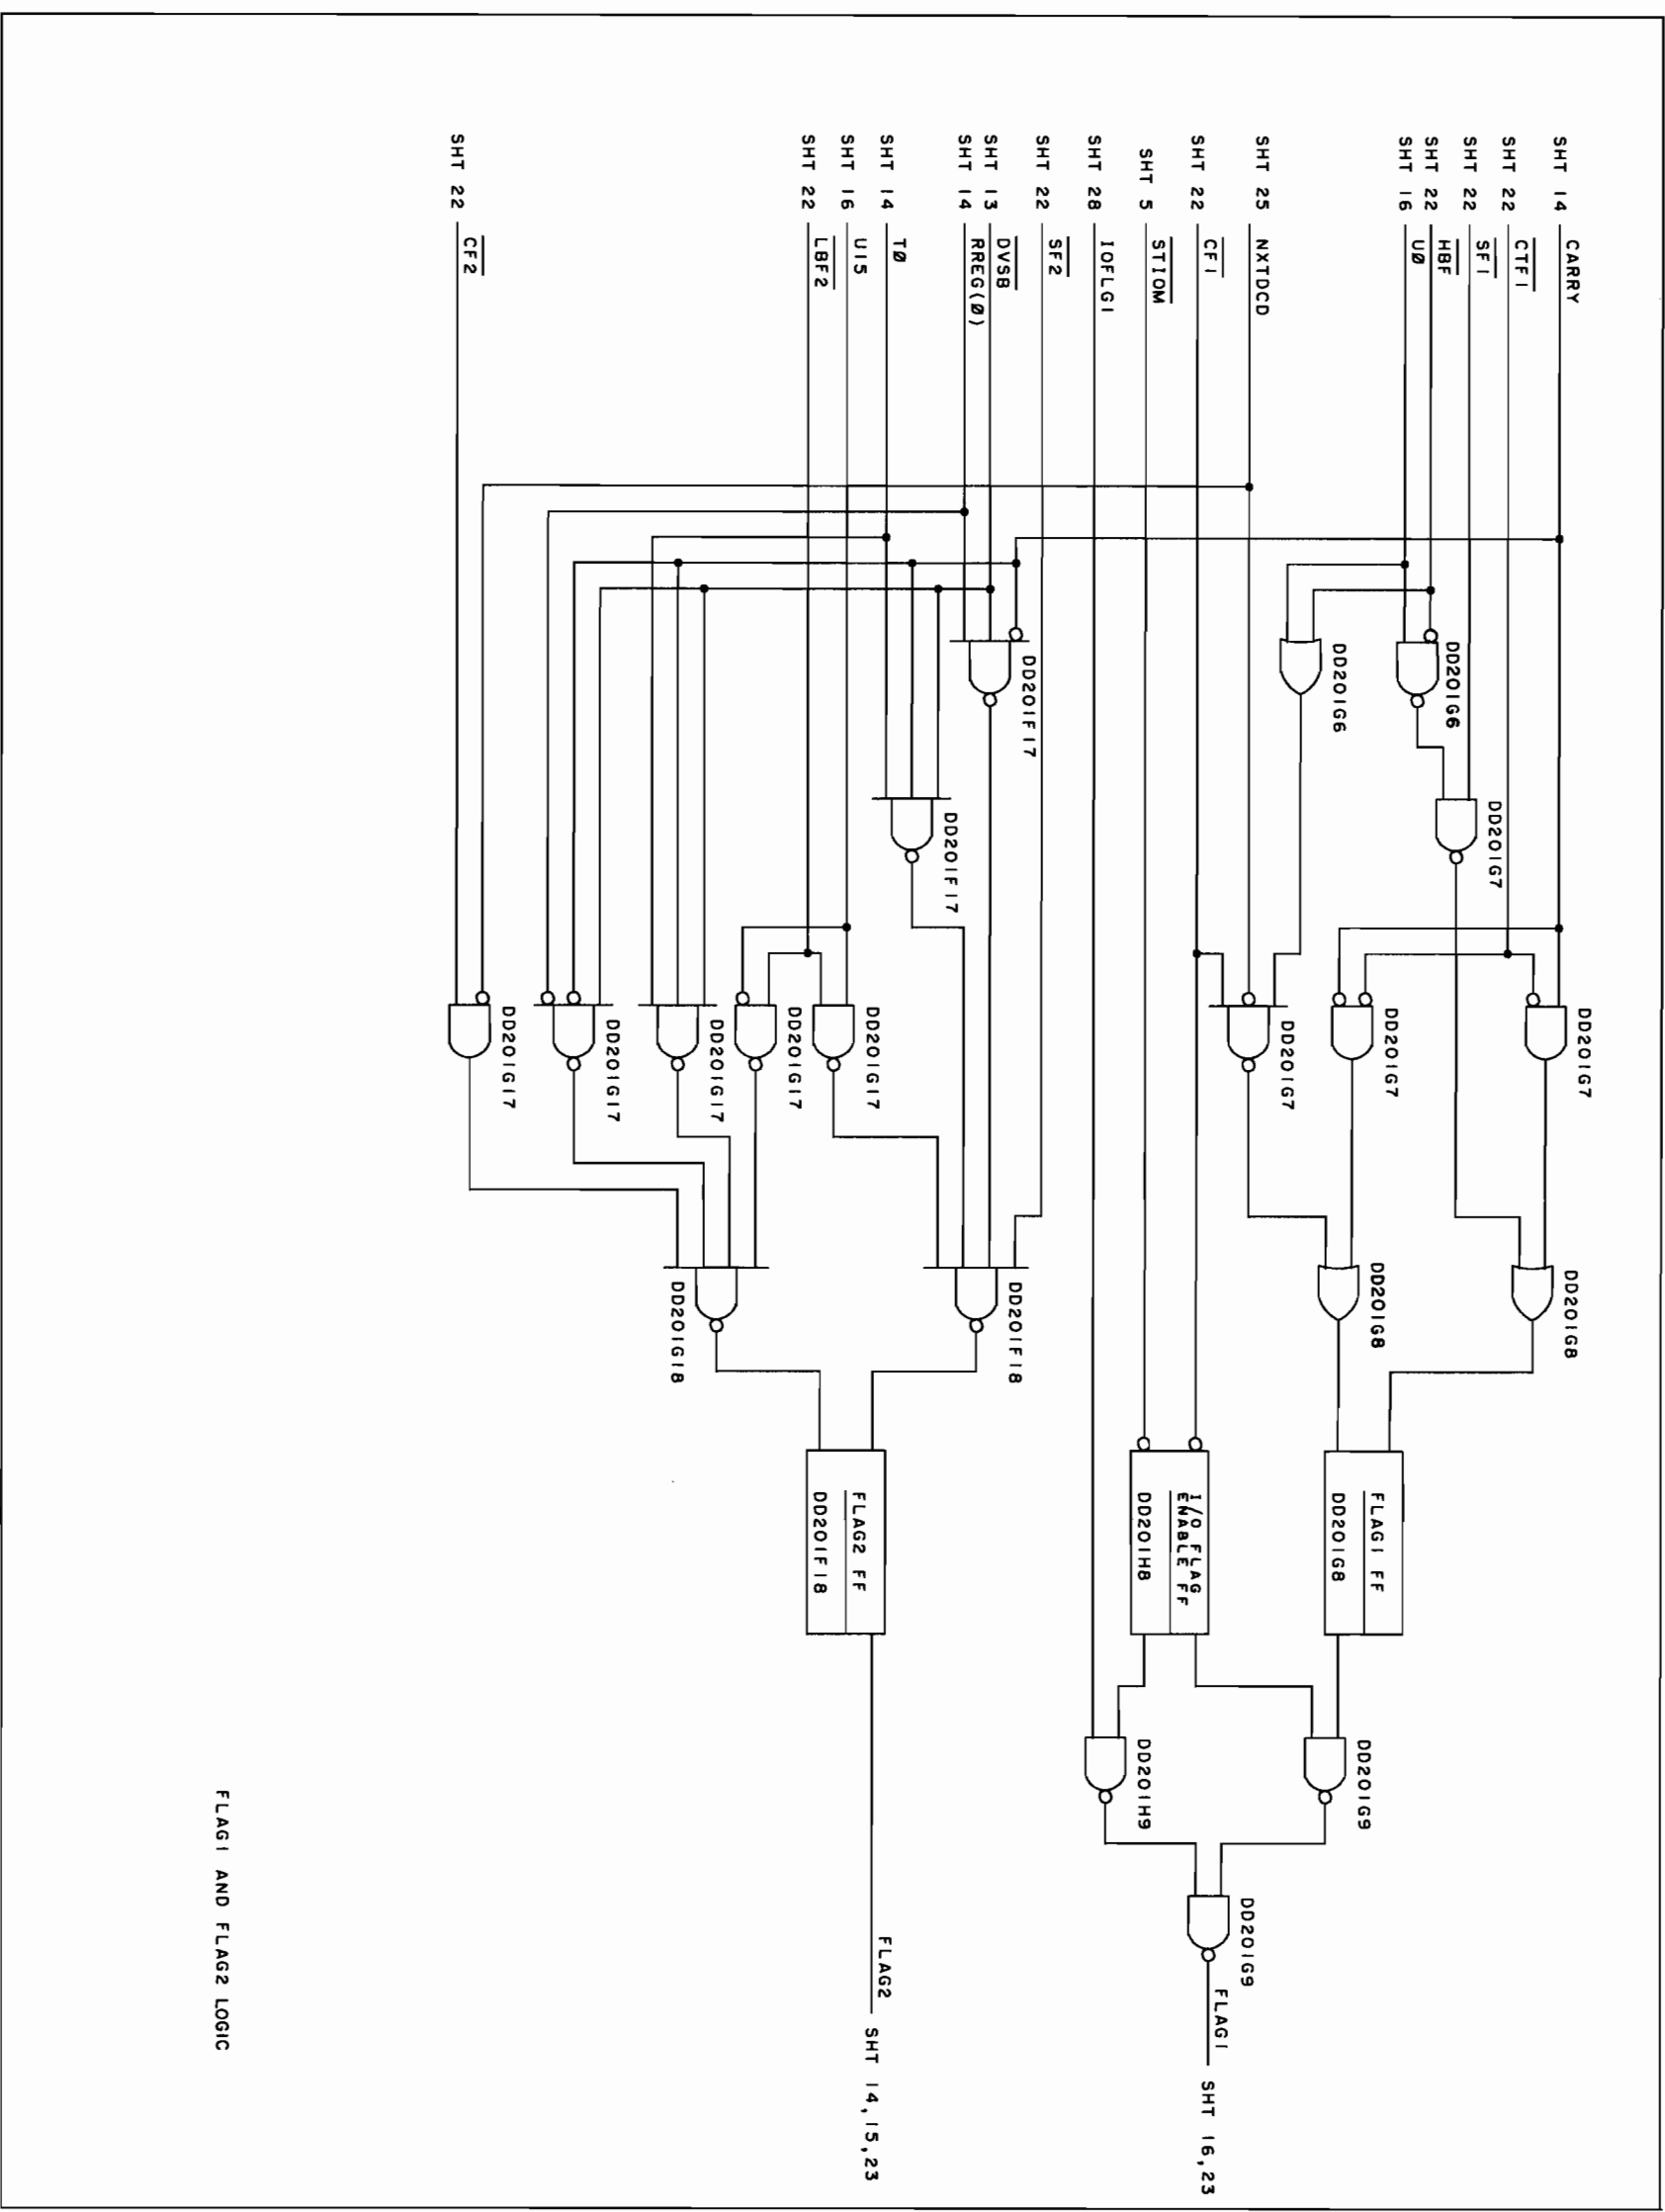 SHT 14 CARRY
SHT 22 CTF1
SHT 22 SF1
SHT 22 HBF
SHT 16 UØ
SHT 25 NXTDCD
SHT 22 CF1
SHT 5 STIOM
SHT 28 IOFLG1
SHT 22 SF2
SHT 13 DVSB
SHT 14 RREG(Ø)
SHT 14 TØ
SHT 16 U15
SHT 22 LBF2
SHT 22 CF2
DD201G6
DD201G6
DD201F17
DD201G7
DD201F17
DD201G7
DD201G7
DD201G7
DD201G17
DD201G17
DD201G17
DD201G17
DD201G17
DD201G8
DD201G8
DD201F18
DD201G18
FLAG1 FF
DD201G8
I/O FLAG
ENABLE FF
DD201H8
FLAG2 FF
DD201F18
DD201G9
DD201H9
DD201G9
FLAG1 SHT 16,23
FLAG2 SHT 14,15,23
FLAG1 AND FLAG2 LOGIC